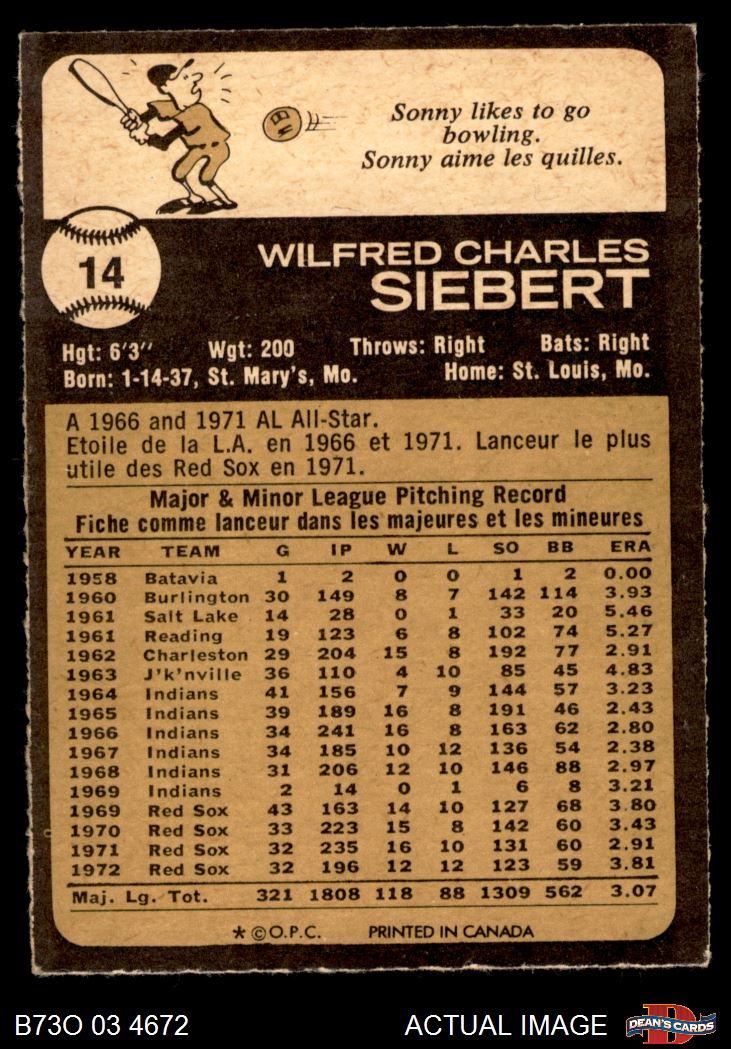 Sonny likes to go
bowling.
Sonny aime les quilles.
14
WILFRED CHARLES
SIEBERT
Hgt: 6'3" Wgt: 200 Throws: Right Bats: Right
Born: 1-14-37, St. Mary's, Mo. Home: St. Louis, Mo.
A 1966 and 1971 AL All-Star.
Etoile de la L.A. en 1966 et 1971. Lanceur le plus
utile des Red Sox en 1971.
Major & Minor League Pitching Record
Fiche comme lanceur dans les majeures et les mineures
YEAR TEAM G IP W L SO BB ERA
1958 Batavia 1 2 0 0 1 2 0.00
1960 Burlington 30 149 8 7 142 114 3.93
1961 Salt Lake 14 28 0 1 33 20 5.46
1961 Reading 19 123 6 8 102 74 5.27
1962 Charleston 29 204 15 8 192 77 2.91
1963 J'k'nville 36 110 4 10 85 45 4.83
1964 Indians 41 156 7 9 144 57 3.23
1965 Indians 39 189 16 8 191 46 2.43
1966 Indians 34 241 16 8 163 62 2.80
1967 Indians 34 185 10 12 136 54 2.38
1968 Indians 31 206 12 10 146 88 2.97
1969 Indians 2 14 0 1 6 8 3.21
1969 Red Sox 43 163 14 10 127 68 3.80
1970 Red Sox 33 223 15 8 142 60 3.43
1971 Red Sox 32 235 16 10 131 60 2.91
1972 Red Sox 32 196 12 12 123 59 3.81
Maj. Lg. Tot. 321 1808 118 88 1309 562 3.07
* © O.P.C. PRINTED IN CANADA
B73O 03 4672 ACTUAL IMAGE DEAN'S CARDS